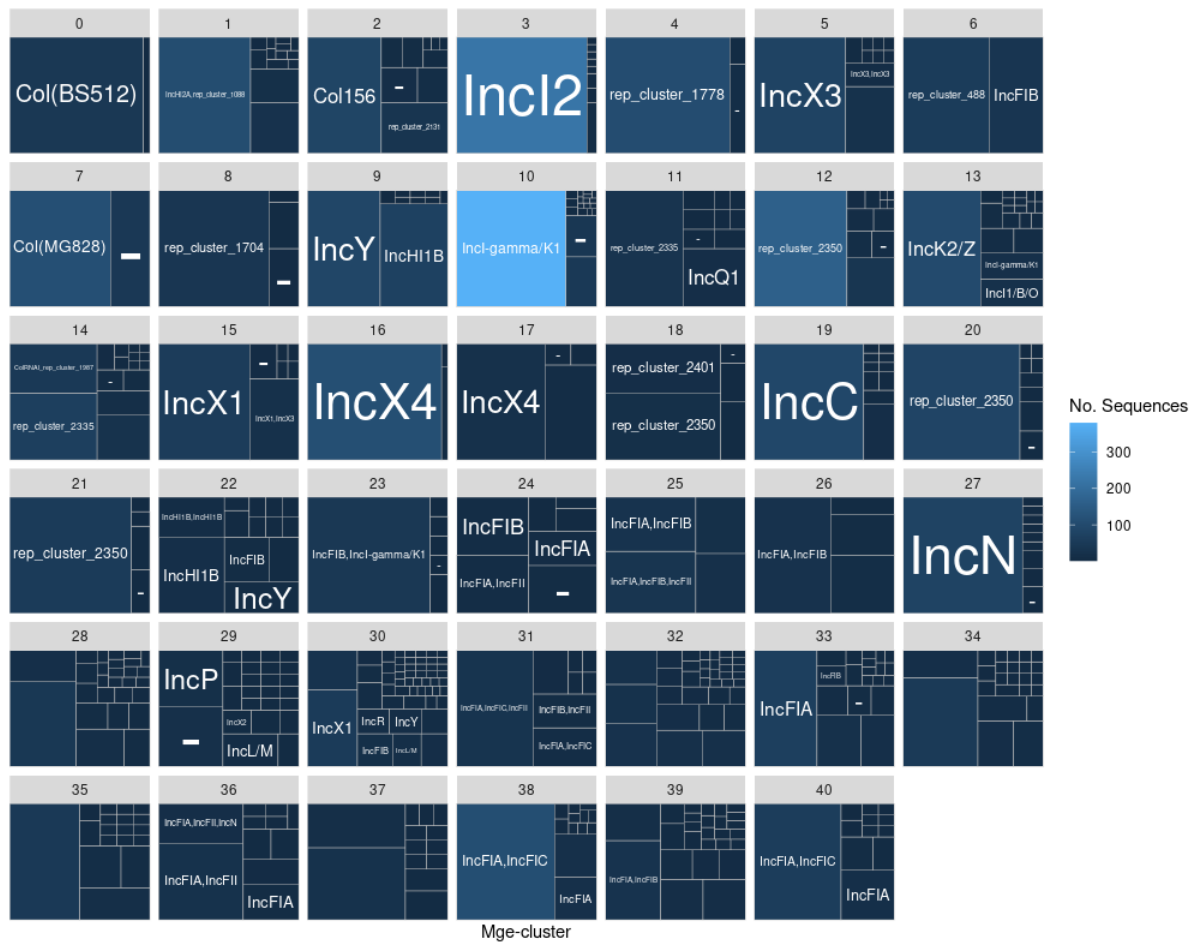 0 1 2 3 4 5 6
Col(BS512)
IncHI2A,rep_cluster_1088
Col156
-
rep_cluster_2131
IncI2
rep_cluster_1778
-
IncX3
IncX3,IncX3
rep_cluster_488
IncFIB
7 8 9 10 11 12 13
Col(MG828)
-
rep_cluster_1704
-
IncY
IncHI1B
IncI-gamma/K1
-
rep_cluster_2335
-
IncQ1
rep_cluster_2350
-
IncK2/Z
IncI-gamma/K1
IncI1/B/O
14 15 16 17 18 19 20
ColRNAI,rep_cluster_1987
-
rep_cluster_2335
IncX1
-
IncX1,IncX3
IncX4
IncX4
-
rep_cluster_2401
-
rep_cluster_2350
IncC
rep_cluster_2350
-
21 22 23 24 25 26 27
rep_cluster_2350
-
IncHI1B,IncHI1B
IncHI1B
IncFIB
IncY
IncFIB,IncI-gamma/K1
-
IncFIB
IncFIA,IncFII
IncFIA
-
IncFIA,IncFIB
IncFIA,IncFIB,IncFII
IncFIA,IncFIB
IncN
-
28 29 30 31 32 33 34
IncP
-
IncX2
IncL/M
IncX1
IncR
IncY
IncFIB
IncL/M
IncFIA,IncFIC,IncFII
IncFIB,IncFII
IncFIA,IncFIC
IncFIA
IncFIB
-
35 36 37 38 39 40
IncFIA,IncFII,IncN
IncFIA,IncFII
IncFIA
IncFIA,IncFIC
IncFIA
IncFIA,IncFIB
IncFIA,IncFIC
IncFIA
Mge-cluster
No. Sequences
300
200
100